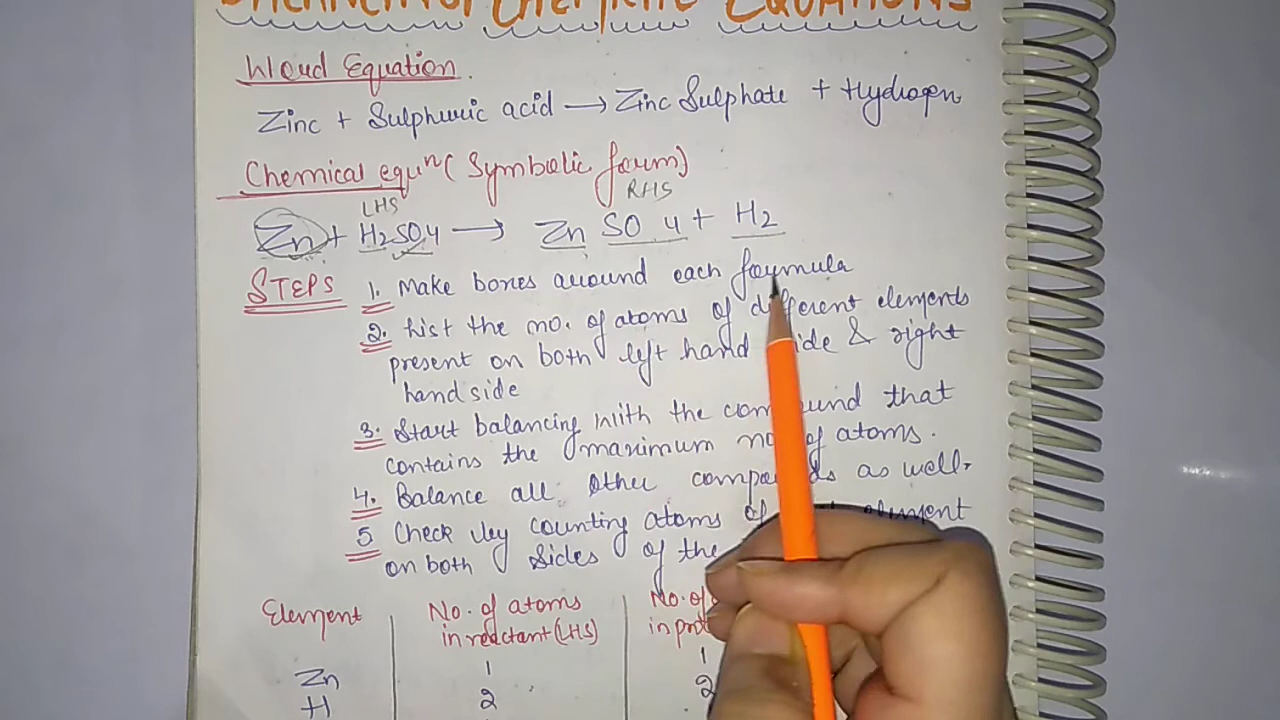 CHEMICAL EQUATIONS
Word Equation
Zinc + Sulphuric acid → Zinc Sulphate + Hydrogen
Chemical equⁿ (Symbolic form)
LHS RHS
Zn + H2SO4 → Zn SO4 + H2
STEPS 1. Make boxes around each formula
2. List the no. of atoms of different elements
present on both left hand side & right
hand side
3. Start balancing with the compound that
contains the maximum no. of atoms.
4. Balance all other compounds as well.
5 Check by counting atoms of element
on both sides of the
Element No. of atoms No. of
in reactant (LHS) in pro
Zn 1 1
H 2 2